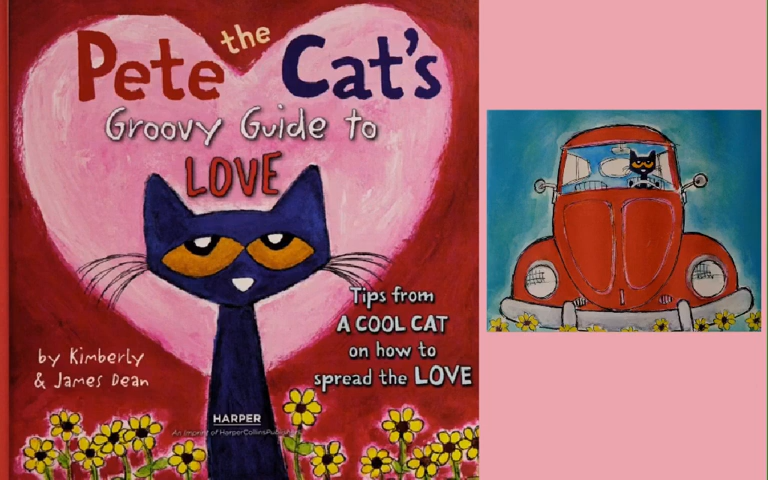 Pete the Cat's
Groovy Guide to
LOVE
Tips from
A COOL CAT
on how to
spread the LOVE
by Kimberly
& James Dean
HARPER
An Imprint of HarperCollinsPublishers